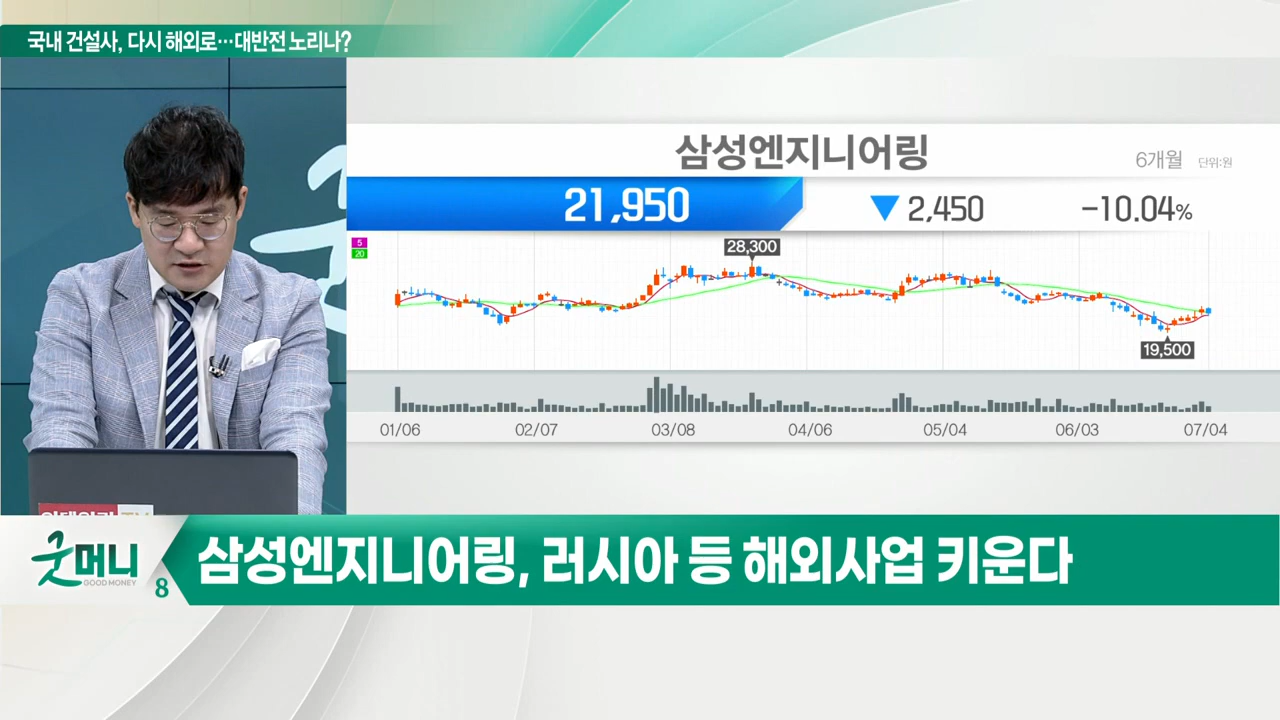 국내 건설사, 다시 해외로…대반전 노리나?
삼성엔지니어링
6개월 단위:원
21,950 ▼ 2,450 -10.04%
5
20
28,300
19,500
01/06 02/07 03/08 04/06 05/04 06/03 07/04
굿머니
GOOD MONEY
8
삼성엔지니어링, 러시아 등 해외사업 키운다